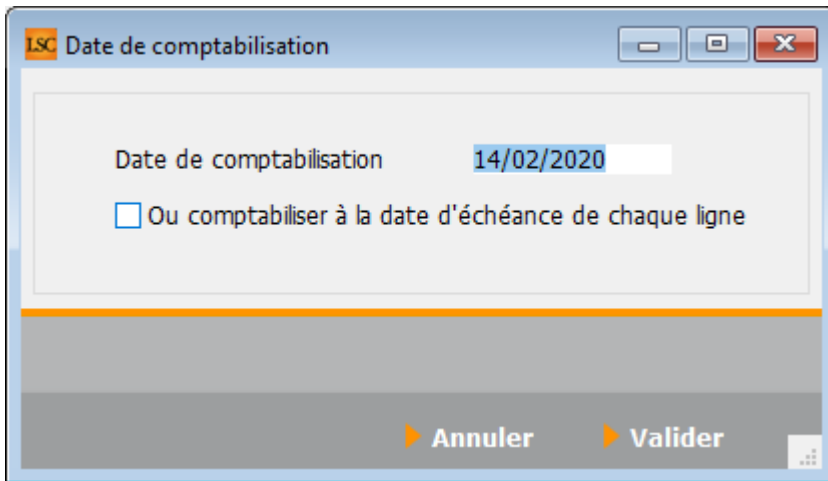 LSC Date de comptabilisation
Date de comptabilisation 14/02/2020
Ou comptabiliser à la date d'échéance de chaque ligne
Annuler Valider